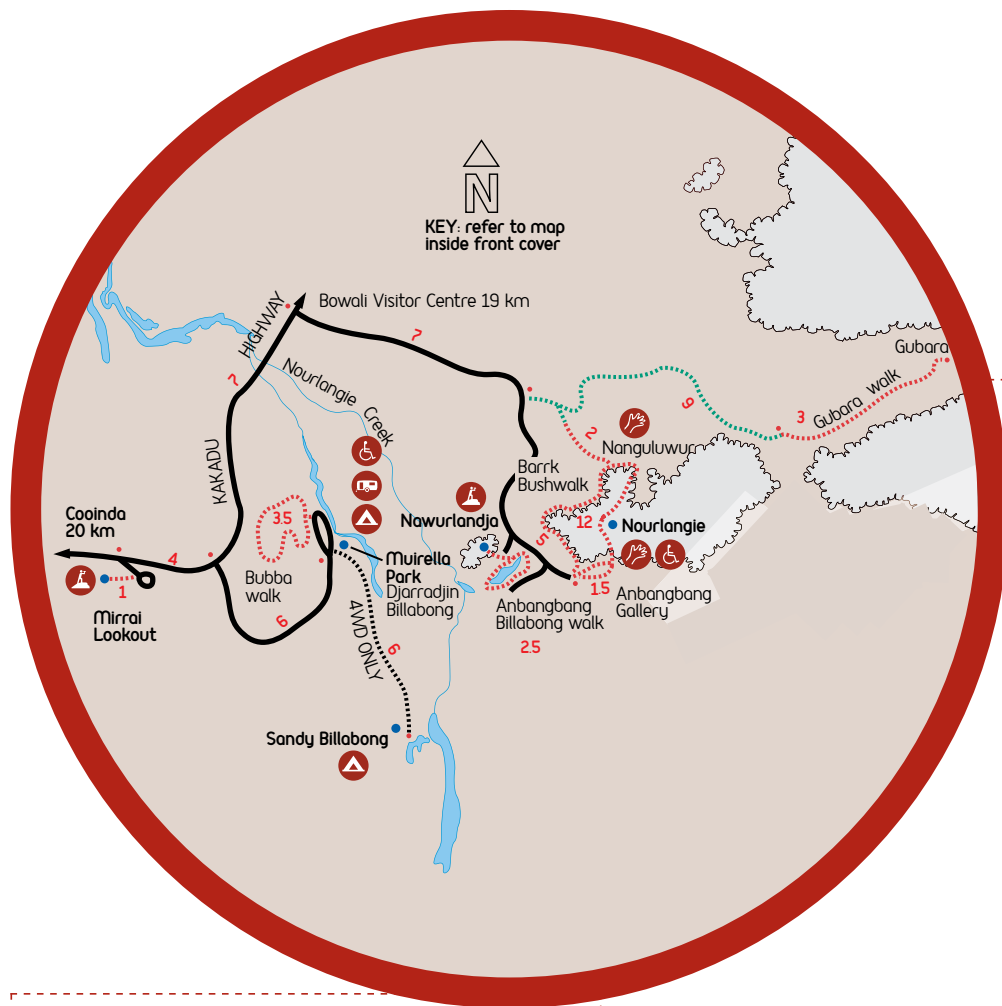 N
KEY: refer to map
inside front cover
Bowali Visitor Centre 19 km
HIGHWAY
7
7
Nourlangie Creek
KAKADU
Gubara
3
Gubara walk
9
2
Nanguluwur
Barrk
Bushwalk
12
Nourlangie
5
1.5
Anbangbang
Gallery
Nawurlandja
Anbangbang
Billabong walk
2.5
Cooinda
20 km
4
1
Mirrai
Lookout
3.5
Bubba
walk
6
Muirella
Park
Djarradjin
Billabong
4WD ONLY
6
Sandy Billabong